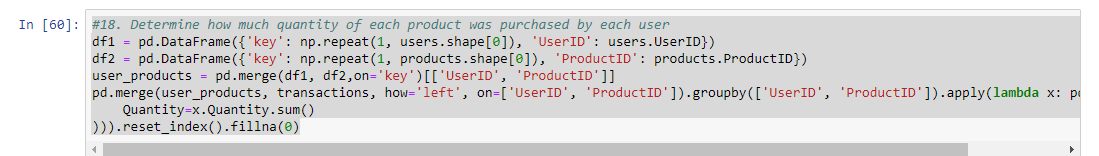 In [60]: #18. Determine how much quantity of each product was purchased by each user
df1 = pd.DataFrame({'key': np.repeat(1, users.shape[0]), 'UserID': users.UserID})
df2 = pd.DataFrame({'key': np.repeat(1, products.shape[0]), 'ProductID': products.ProductID})
user_products = pd.merge(df1, df2,on='key')[['UserID', 'ProductID']]
pd.merge(user_products, transactions, how='left', on=['UserID', 'ProductID']).groupby(['UserID', 'ProductID']).apply(lambda x: p
    Quantity=x.Quantity.sum()
))).reset_index().fillna(0)